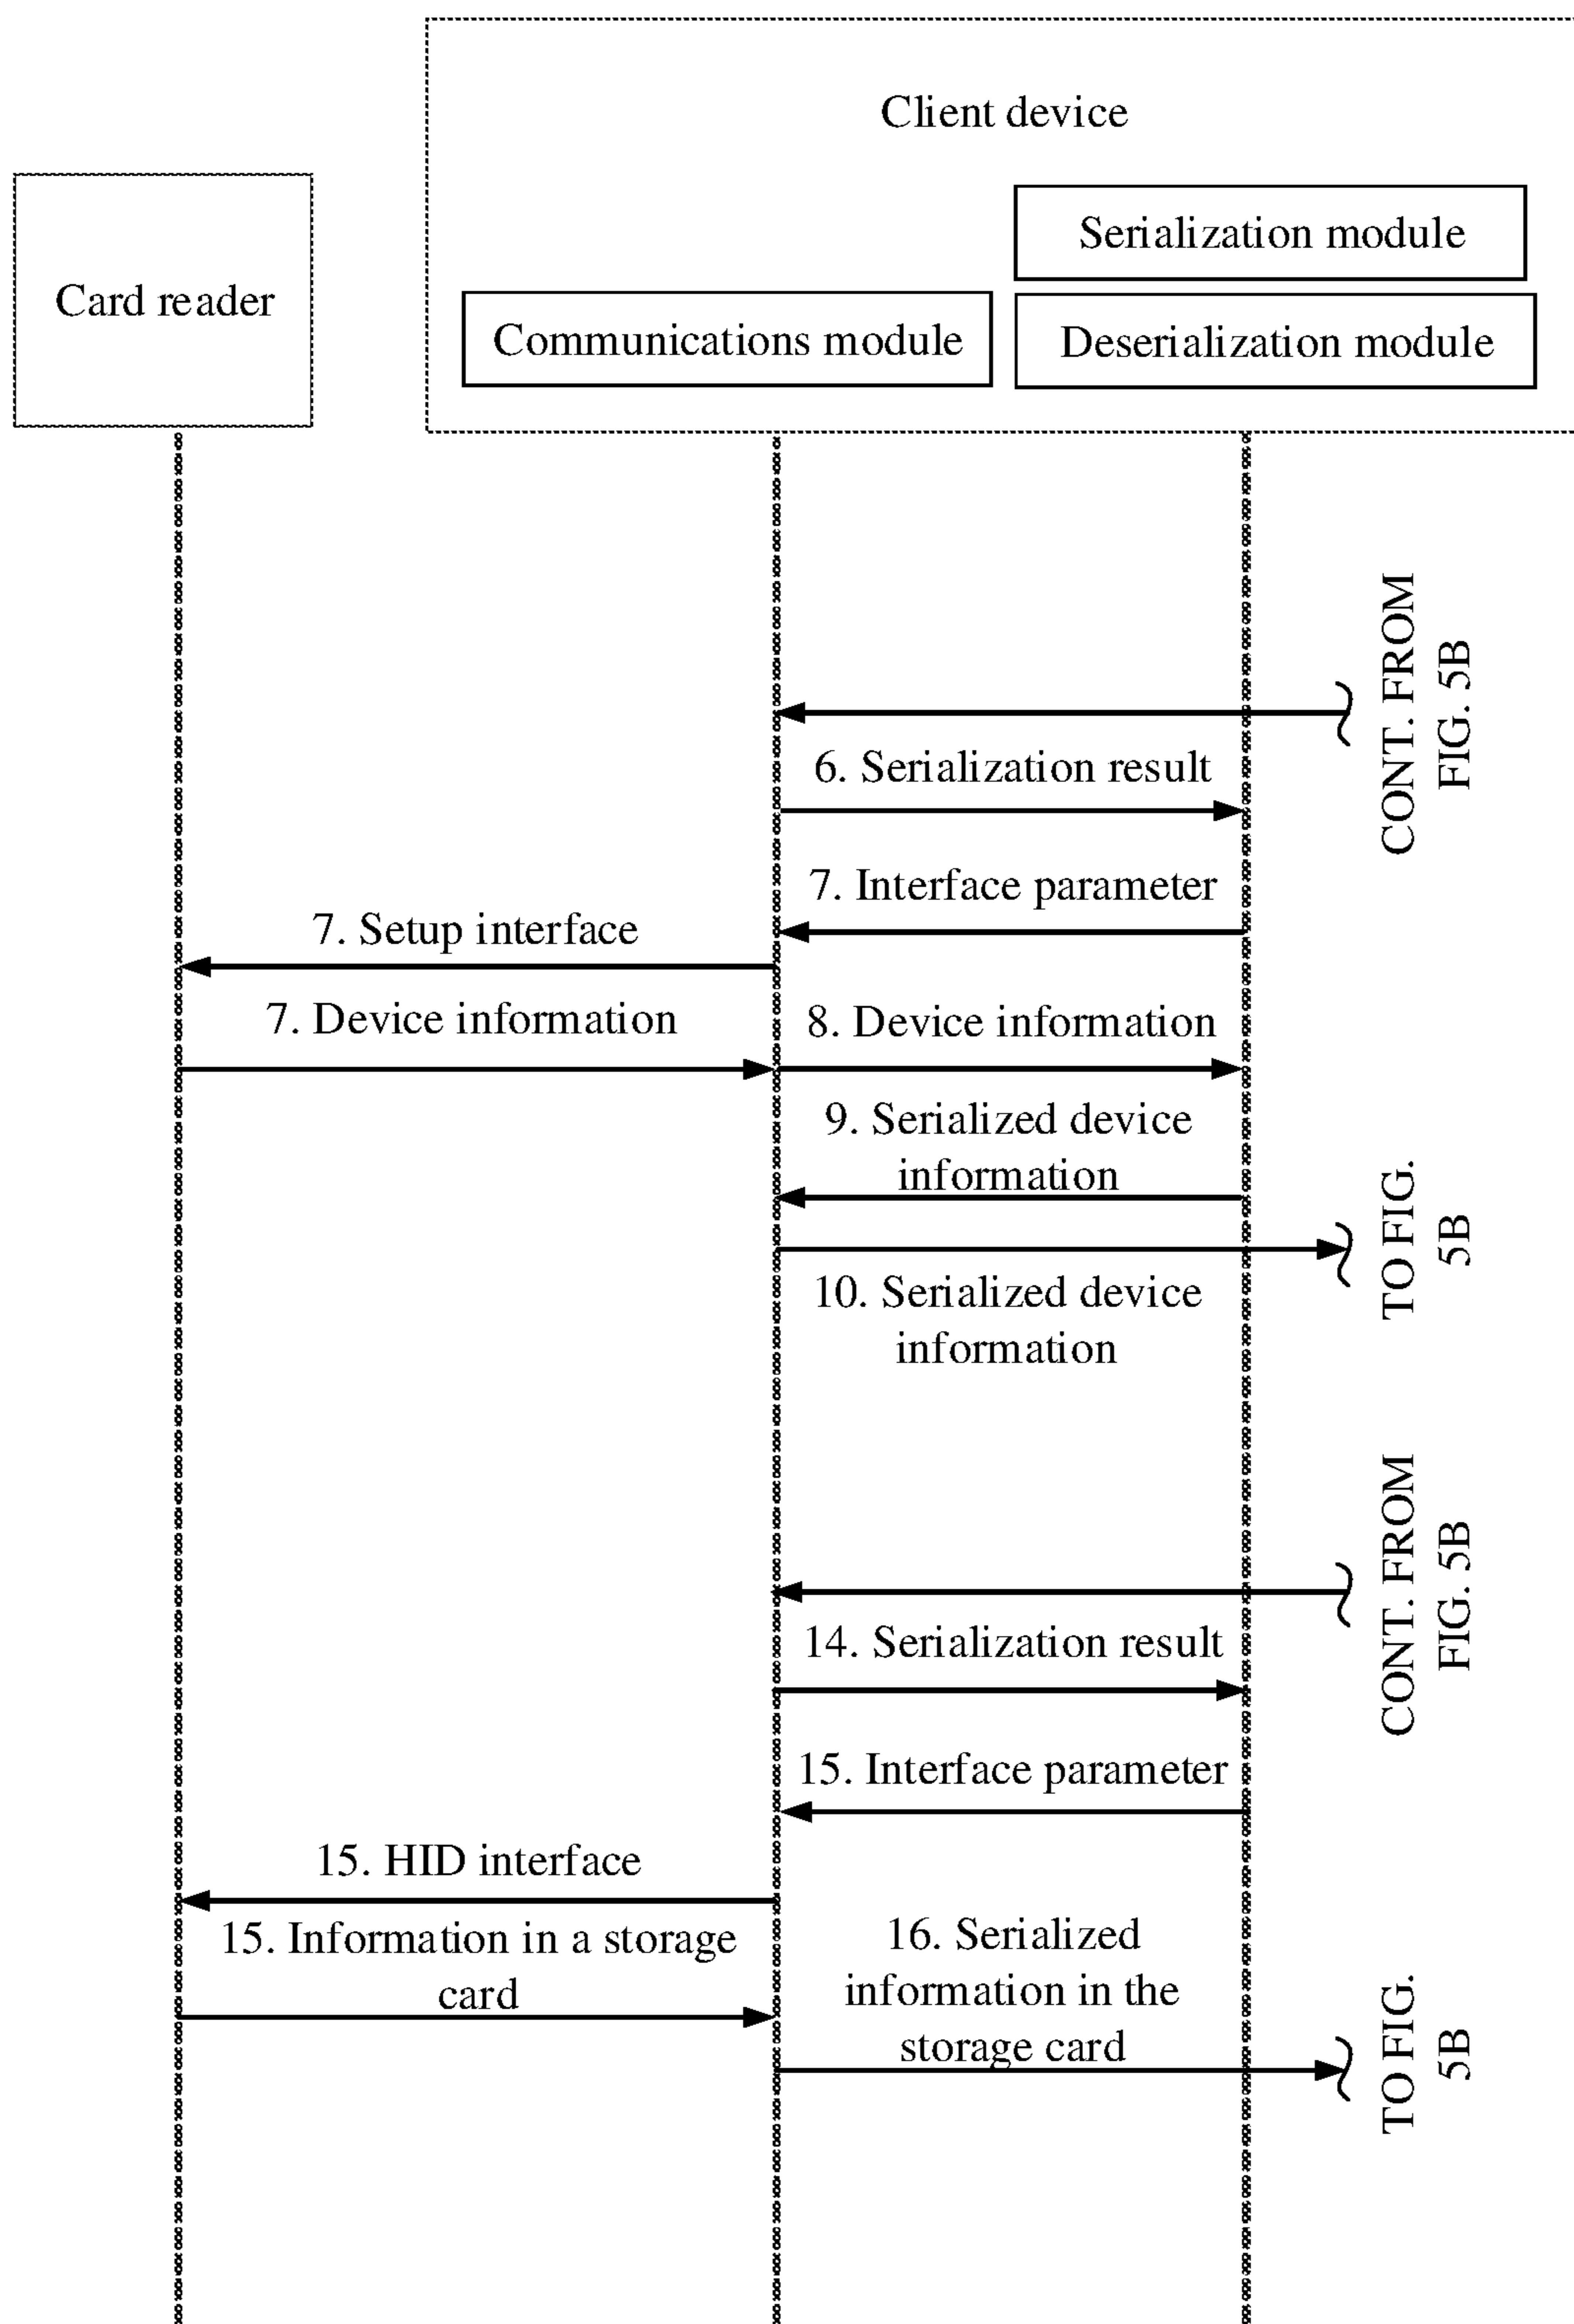 Client device
Serialization module
Card reader
Communications module
Deserialization module
CONT. FROM
FIG. 5B
6. Serialization result
7. Interface parameter
7. Setup interface
7. Device information
8. Device information
9. Serialized device
information
TO FIG.
5B
10. Serialized device
information
CONT. FROM
FIG. 5B
14. Serialization result
15. Interface parameter
15. HID interface
15. Information in a storage
card
16. Serialized
information in the
storage card
TO FIG.
5B